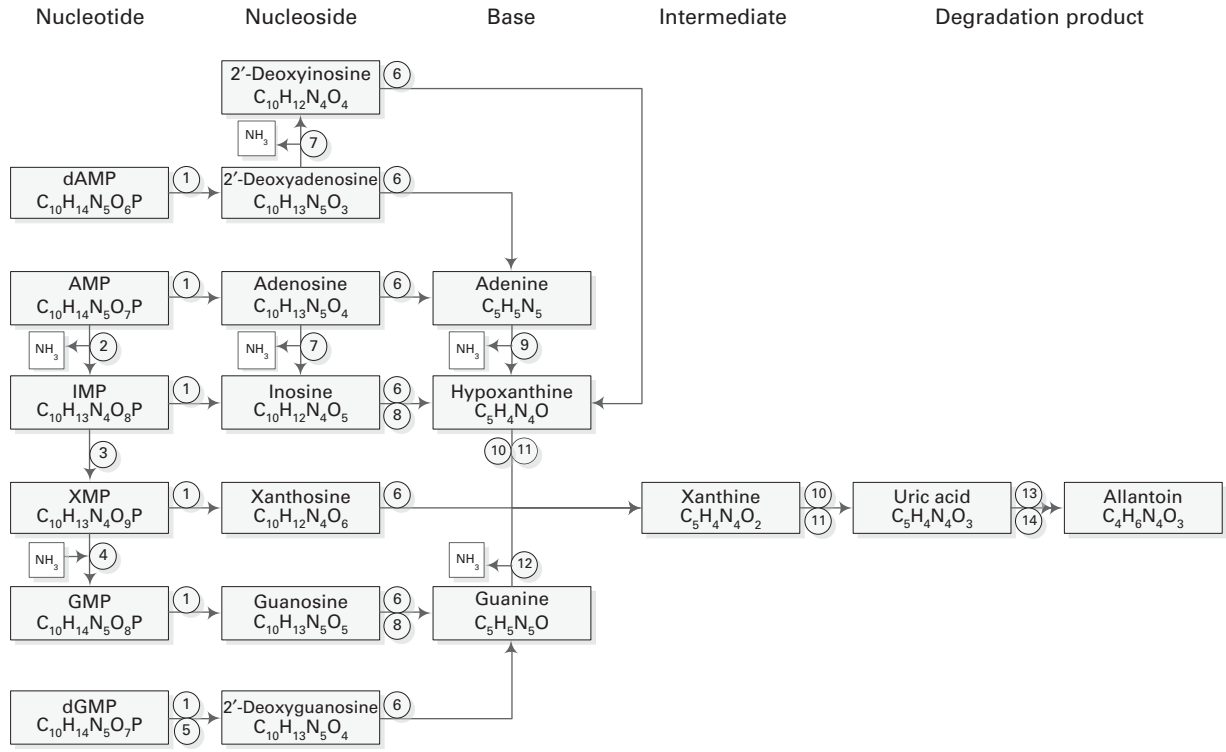 Nucleotide Nucleoside Base Intermediate Degradation product
2′-Deoxyinosine 6
C₁₀H₁₂N₄O₄
NH₃ 7
dAMP 1 2′-Deoxyadenosine 6
C₁₀H₁₄N₅O₆P C₁₀H₁₃N₅O₃
AMP 1 Adenosine 6 Adenine
C₁₀H₁₄N₅O₇P C₁₀H₁₃N₅O₄ C₅H₅N₅
NH₃ 2 NH₃ 7 NH₃ 9
IMP 1 Inosine 6 Hypoxanthine
C₁₀H₁₃N₄O₈P C₁₀H₁₂N₄O₅ 8 C₅H₄N₄O
3 10 11
XMP 1 Xanthosine 6 Xanthine 10 Uric acid 13 Allantoin
C₁₀H₁₃N₄O₉P C₁₀H₁₂N₄O₆ C₅H₄N₄O₂ 11 C₅H₄N₄O₃ 14 C₄H₆N₄O₃
NH₃ 4 NH₃ 12
GMP 1 Guanosine 6 Guanine
C₁₀H₁₄N₅O₈P C₁₀H₁₃N₅O₅ 8 C₅H₅N₅O
dGMP 1 2′-Deoxyguanosine 6
C₁₀H₁₄N₅O₇P 5 C₁₀H₁₃N₅O₄